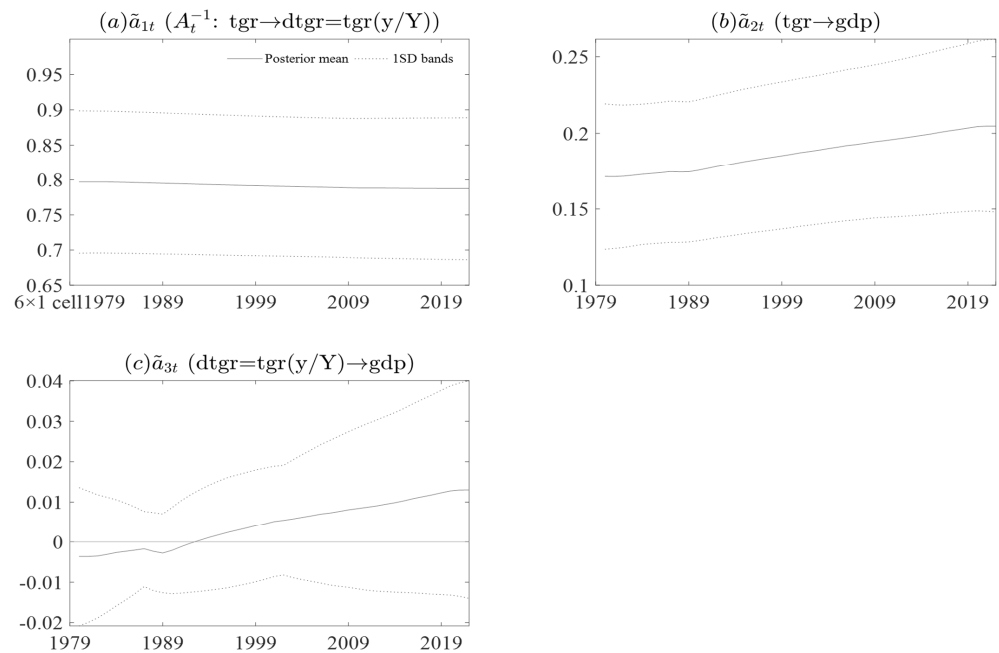 (a)ã₁ₜ (Aₜ⁻¹: tgr→dtgr=tgr(y/Y))
Posterior mean 1SD bands
0.95
0.9
0.85
0.8
0.75
0.7
0.65
6×1 cell1979 1989 1999 2009 2019
(b)ã₂ₜ (tgr→gdp)
0.25
0.2
0.15
0.1
1979 1989 1999 2009 2019
(c)ã₃ₜ (dtgr=tgr(y/Y)→gdp)
0.04
0.03
0.02
0.01
0
-0.01
-0.02
1979 1989 1999 2009 2019